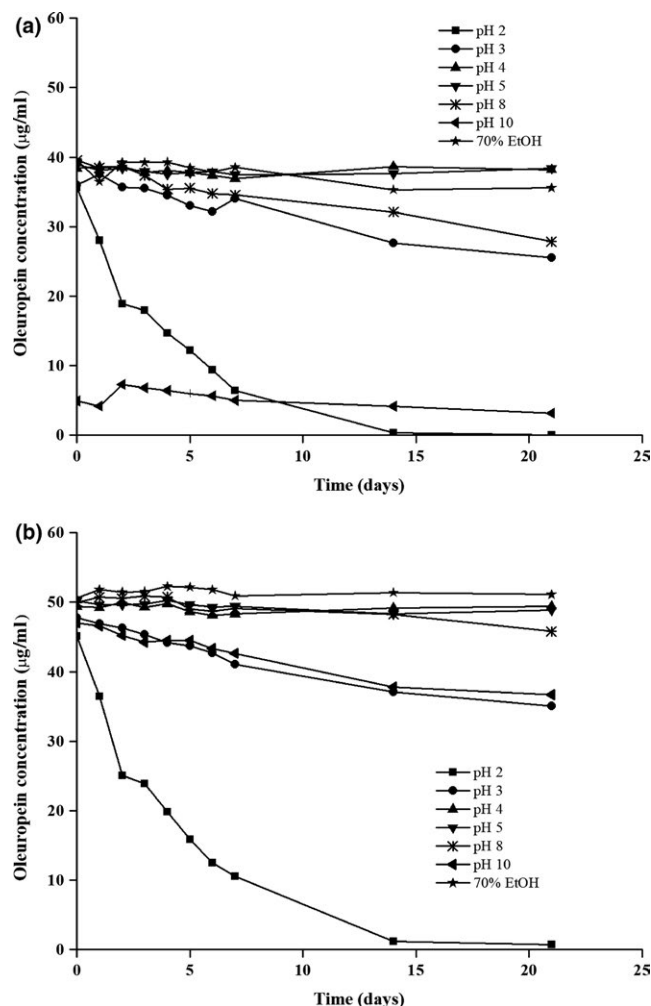 (a)
60
50
40
30
20
10
0
Oleuropein concentration (µg/ml)
pH 2
pH 3
pH 4
pH 5
pH 8
pH 10
70% EtOH
0 5 10 15 20 25
Time (days)
(b)
60
50
40
30
20
10
0
Oleuropein concentration (µg/ml)
pH 2
pH 3
pH 4
pH 5
pH 8
pH 10
70% EtOH
0 5 10 15 20 25
Time (days)